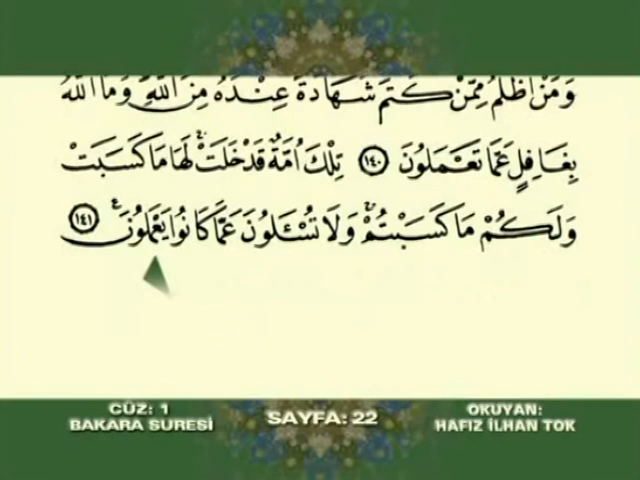 وَمَنْ اَظْلَمُ مِمَّنْ كَتَمَ شَهَادَةً عِنْدَهُ مِنَ اللّٰهِ وَمَا اللّٰهُ
بِغَافِلٍ عَمَّا تَعْمَلُونَ ﴿١٤٠﴾ تِلْكَ اُمَّةٌ قَدْ خَلَتْ لَهَا مَا كَسَبَتْ
وَلَكُمْ مَا كَسَبْتُمْ وَلَا تُسْـَٔلُونَ عَمَّا كَانُوا يَعْمَلُونَ ﴿١٤١﴾
CÜZ: 1
BAKARA SURESİ
SAYFA: 22
OKUYAN:
HAFIZ İLHAN TOK